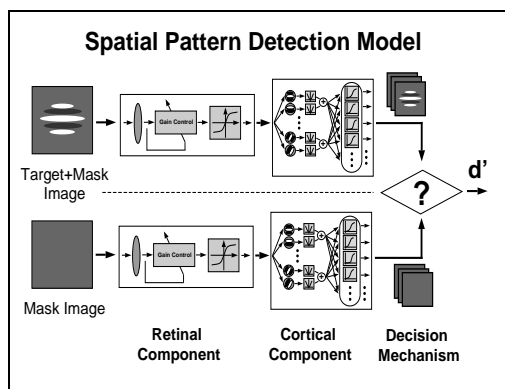 Spatial Pattern Detection Model
Gain Control
Target+Mask
Image
d'
?
Gain Control
Mask Image
Retinal
Component
Cortical
Component
Decision
Mechanism